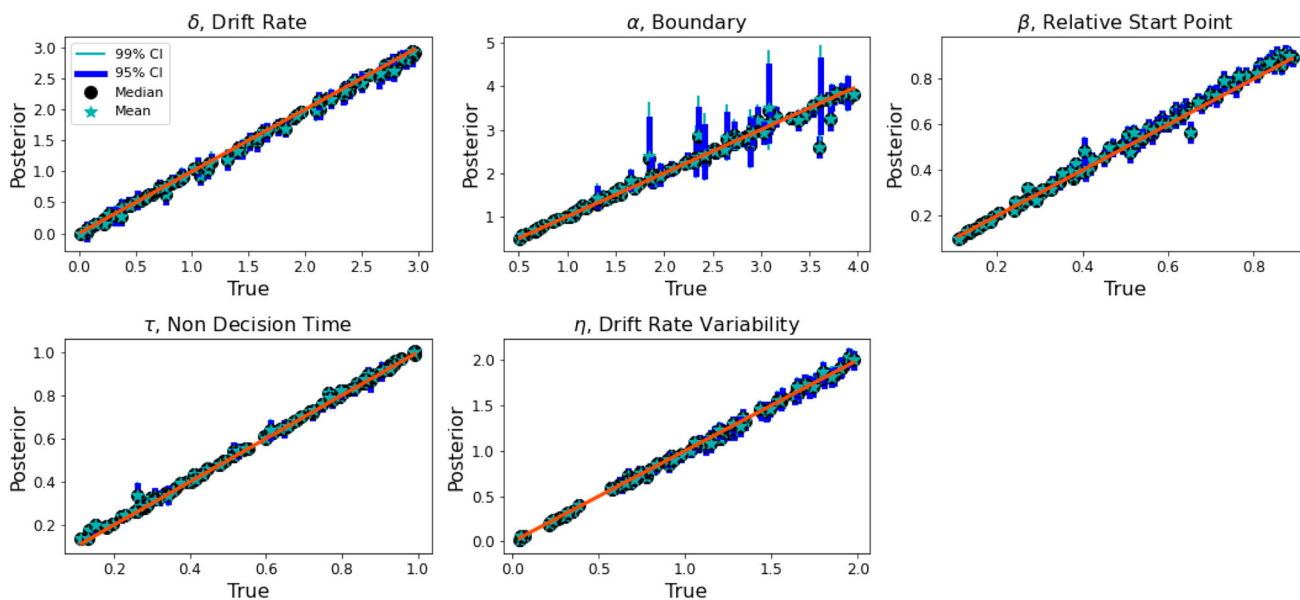 δ, Drift Rate
3.0
2.5
2.0
1.5
1.0
0.5
0.0
Posterior
99% CI
95% CI
Median
Mean
0.0 0.5 1.0 1.5 2.0 2.5 3.0
True
α, Boundary
5
4
3
2
1
Posterior
0.5 1.0 1.5 2.0 2.5 3.0 3.5 4.0
True
β, Relative Start Point
0.8
0.6
0.4
0.2
Posterior
0.2 0.4 0.6 0.8
True
τ, Non Decision Time
1.0
0.8
0.6
0.4
0.2
Posterior
0.2 0.4 0.6 0.8 1.0
True
η, Drift Rate Variability
2.0
1.5
1.0
0.5
0.0
Posterior
0.0 0.5 1.0 1.5 2.0
True